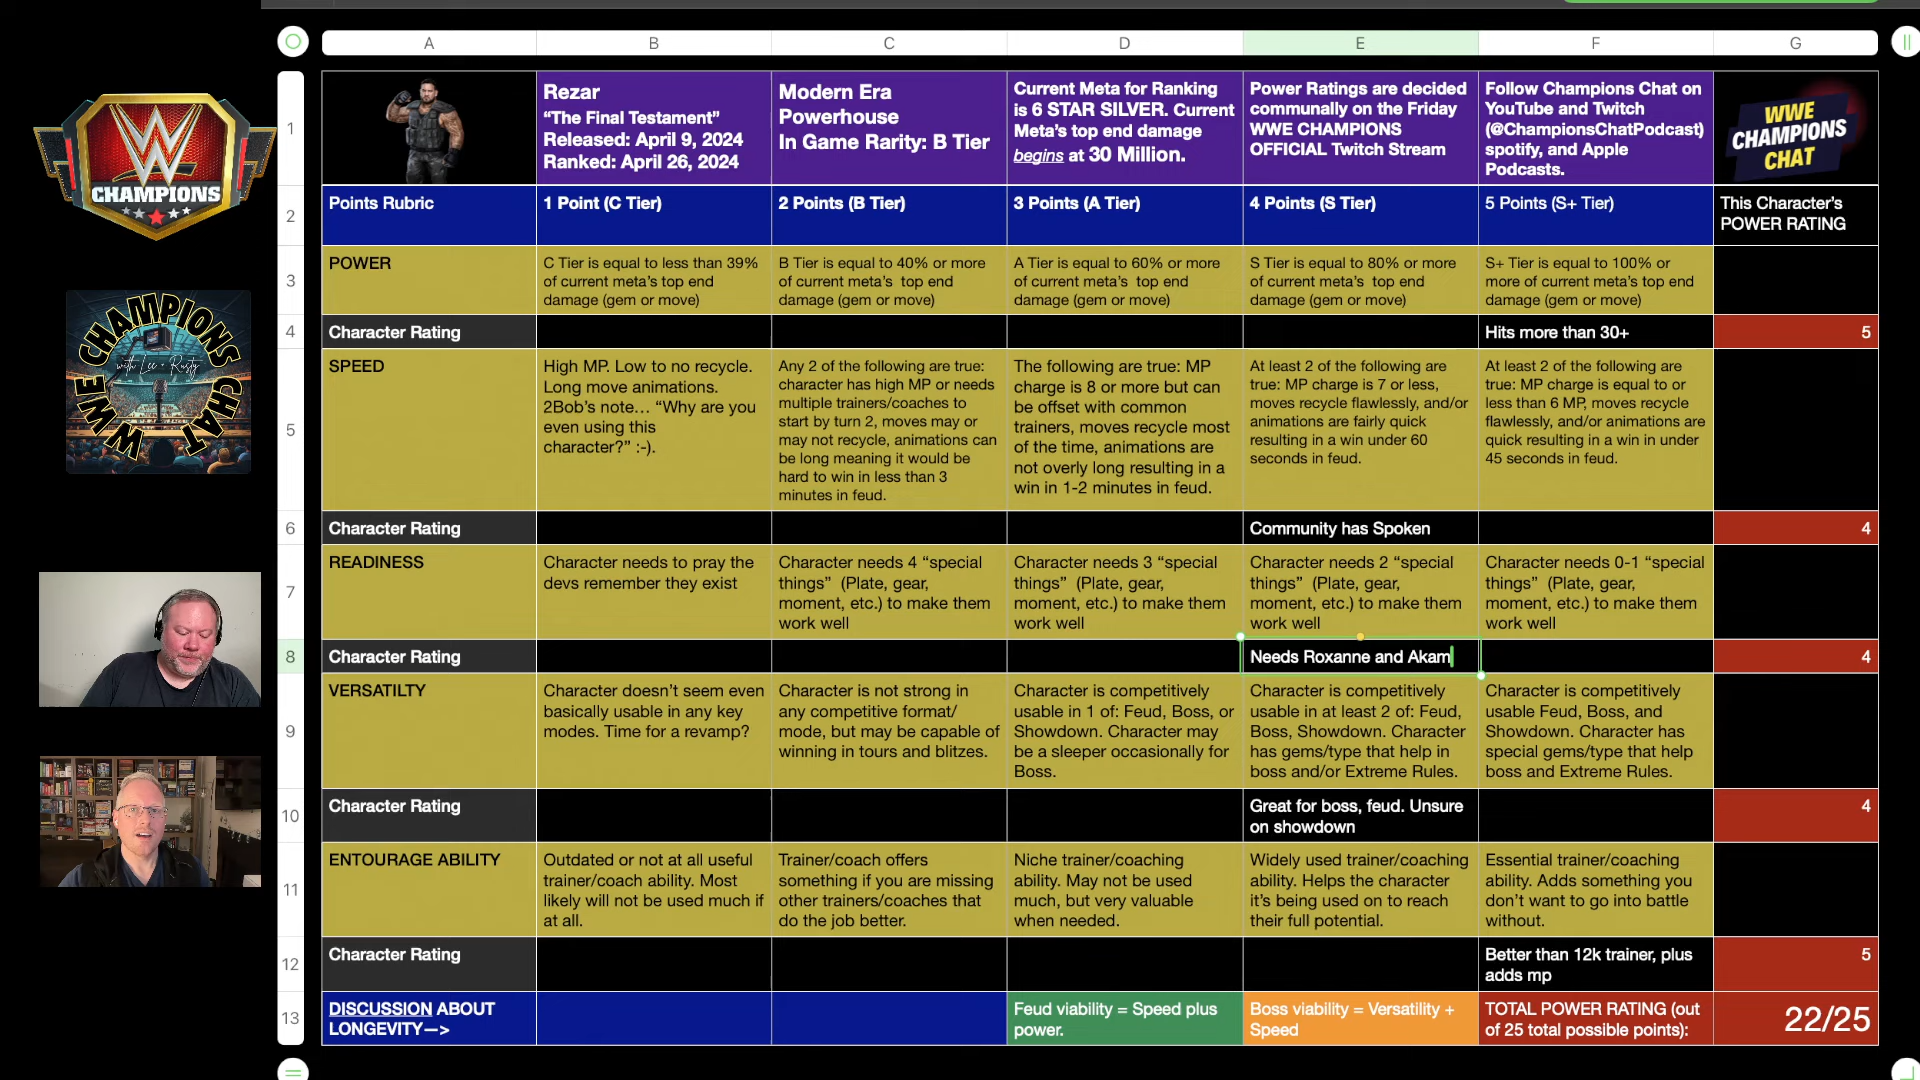 A B C D E F G
1
Rezar
“The Final Testament”
Released: April 9, 2024
Ranked: April 26, 2024
Modern Era
Powerhouse
In Game Rarity: B Tier
Current Meta for Ranking
is 6 STAR SILVER. Current
Meta’s top end damage
begins at 30 Million.
Power Ratings are decided
communally on the Friday
WWE CHAMPIONS
OFFICIAL Twitch Stream
Follow Champions Chat on
YouTube and Twitch
(@ChampionsChatPodcast)
spotify, and Apple
Podcasts.
WWE
CHAMPIONS
CHAT
2
Points Rubric
1 Point (C Tier)
2 Points (B Tier)
3 Points (A Tier)
4 Points (S Tier)
5 Points (S+ Tier)
This Character’s
POWER RATING
3
POWER
C Tier is equal to less than 39%
of current meta’s top end
damage (gem or move)
B Tier is equal to 40% or more
of current meta’s top end
damage (gem or move)
A Tier is equal to 60% or more
of current meta’s top end
damage (gem or move)
S Tier is equal to 80% or more
of current meta’s top end
damage (gem or move)
S+ Tier is equal to 100% or
more of current meta’s top end
damage (gem or move)
4
Character Rating
Hits more than 30+
5
5
SPEED
High MP. Low to no recycle.
Long move animations.
2Bob’s note… “Why are you
even using this
character?” :-).
Any 2 of the following are true:
character has high MP or needs
multiple trainers/coaches to
start by turn 2, moves may or
may not recycle, animations can
be long meaning it would be
hard to win in less than 3
minutes in feud.
The following are true: MP
charge is 8 or more but can
be offset with common
trainers, moves recycle most
of the time, animations are
not overly long resulting in a
win in 1-2 minutes in feud.
At least 2 of the following are
true: MP charge is 7 or less,
moves recycle flawlessly, and/or
animations are fairly quick
resulting in a win under 60
seconds in feud.
At least 2 of the following are
true: MP charge is equal to or
less than 6 MP, moves recycle
flawlessly, and/or animations are
quick resulting in a win in under
45 seconds in feud.
6
Character Rating
Community has Spoken
4
7
READINESS
Character needs to pray the
devs remember they exist
Character needs 4 “special
things” (Plate, gear,
moment, etc.) to make them
work well
Character needs 3 “special
things” (Plate, gear,
moment, etc.) to make them
work well
Character needs 2 “special
things” (Plate, gear,
moment, etc.) to make them
work well
Character needs 0-1 “special
things” (Plate, gear,
moment, etc.) to make them
work well
8
Character Rating
Needs Roxanne and Akam
4
9
VERSATILTY
Character doesn’t seem even
basically usable in any key
modes. Time for a revamp?
Character is not strong in
any competitive format/
mode, but may be capable of
winning in tours and blitzes.
Character is competitively
usable in 1 of: Feud, Boss, or
Showdown. Character may
be a sleeper occasionally for
Boss.
Character is competitively
usable in at least 2 of: Feud,
Boss, Showdown. Character
has gems/type that help in
boss and/or Extreme Rules.
Character is competitively
usable Feud, Boss, and
Showdown. Character has
special gems/type that help
boss and Extreme Rules.
10
Character Rating
Great for boss, feud. Unsure
on showdown
4
11
ENTOURAGE ABILITY
Outdated or not at all useful
trainer/coach ability. Most
likely will not be used much if
at all.
Trainer/coach offers
something if you are missing
other trainers/coaches that
do the job better.
Niche trainer/coaching
ability. May not be used
much, but very valuable
when needed.
Widely used trainer/coaching
ability. Helps the character
it’s being used on to reach
their full potential.
Essential trainer/coaching
ability. Adds something you
don’t want to go into battle
without.
12
Character Rating
Better than 12k trainer, plus
adds mp
5
13
DISCUSSION ABOUT
LONGEVITY—>
Feud viability = Speed plus
power.
Boss viability = Versatility +
Speed
TOTAL POWER RATING (out
of 25 total possible points):
22/25
W
CHAMPIONS
WWE CHAMPIONS CHAT
with Lee + Rusty